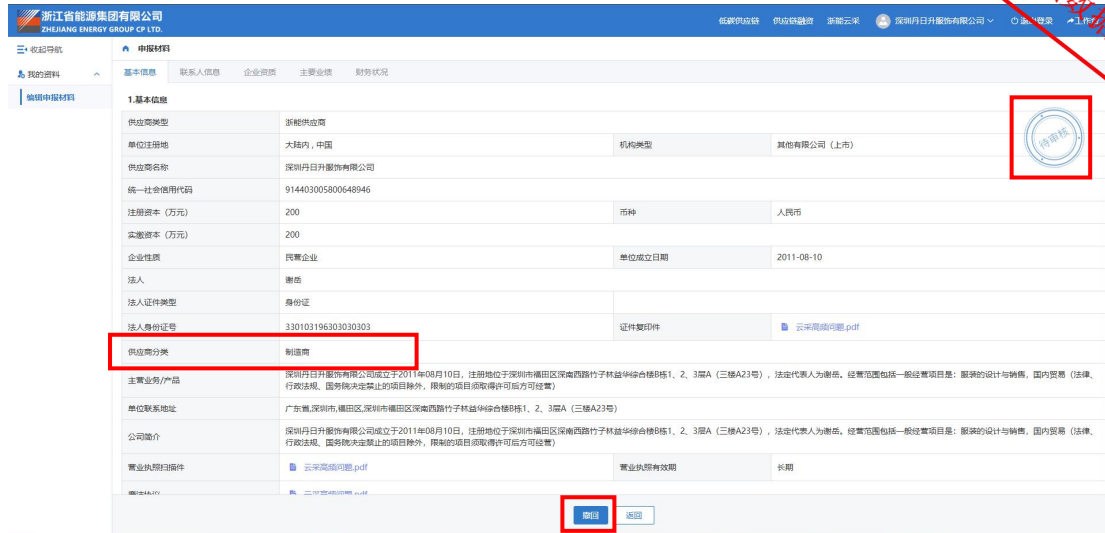 浙江省能源集团有限公司
ZHEJIANG ENERGY GROUP CP LTD.
低碳供应链 供应链融资 浙能云采 深圳丹日升服饰有限公司 退出登录
收起导航
申报材料
我的资料
编辑申报材料
基本信息 联系人信息 企业资质 主要业绩 财务状况
1.基本信息
待审核
供应商类型 浙能供应商
单位注册地 大陆内 , 中国 机构类型 其他有限公司（上市）
供应商名称 深圳丹日升服饰有限公司
统一社会信用代码 914403005800648946
注册资本（万元） 200 币种 人民币
实缴资本（万元） 200
企业性质 民营企业 单位成立日期 2011-08-10
法人 谢岳
法人证件类型 身份证
法人身份证号 330103196303030303 证件复印件 云采高频问题.pdf
供应商分类 制造商
主营业务/产品 深圳丹日升服饰有限公司成立于2011年08月10日，注册地位于深圳市福田区深南西路竹子林益华综合楼B栋1、2、3层A（三楼A23号），法定代表人为谢岳。经营范围包括一般经营项目是：服装的设计与销售，国内贸易（法律、
行政法规、国务院决定禁止的项目除外，限制的项目须取得许可后方可经营）
单位联系地址 广东省,深圳市,福田区,深圳市福田区深南西路竹子林益华综合楼B栋1、2、3层A（三楼A23号）
公司简介 深圳丹日升服饰有限公司成立于2011年08月10日，注册地位于深圳市福田区深南西路竹子林益华综合楼B栋1、2、3层A（三楼A23号），法定代表人为谢岳。经营范围包括一般经营项目是：服装的设计与销售，国内贸易（法律、
行政法规、国务院决定禁止的项目除外，限制的项目须取得许可后方可经营）
营业执照扫描件 云采高频问题.pdf 营业执照有效期 长期
撤回 返回